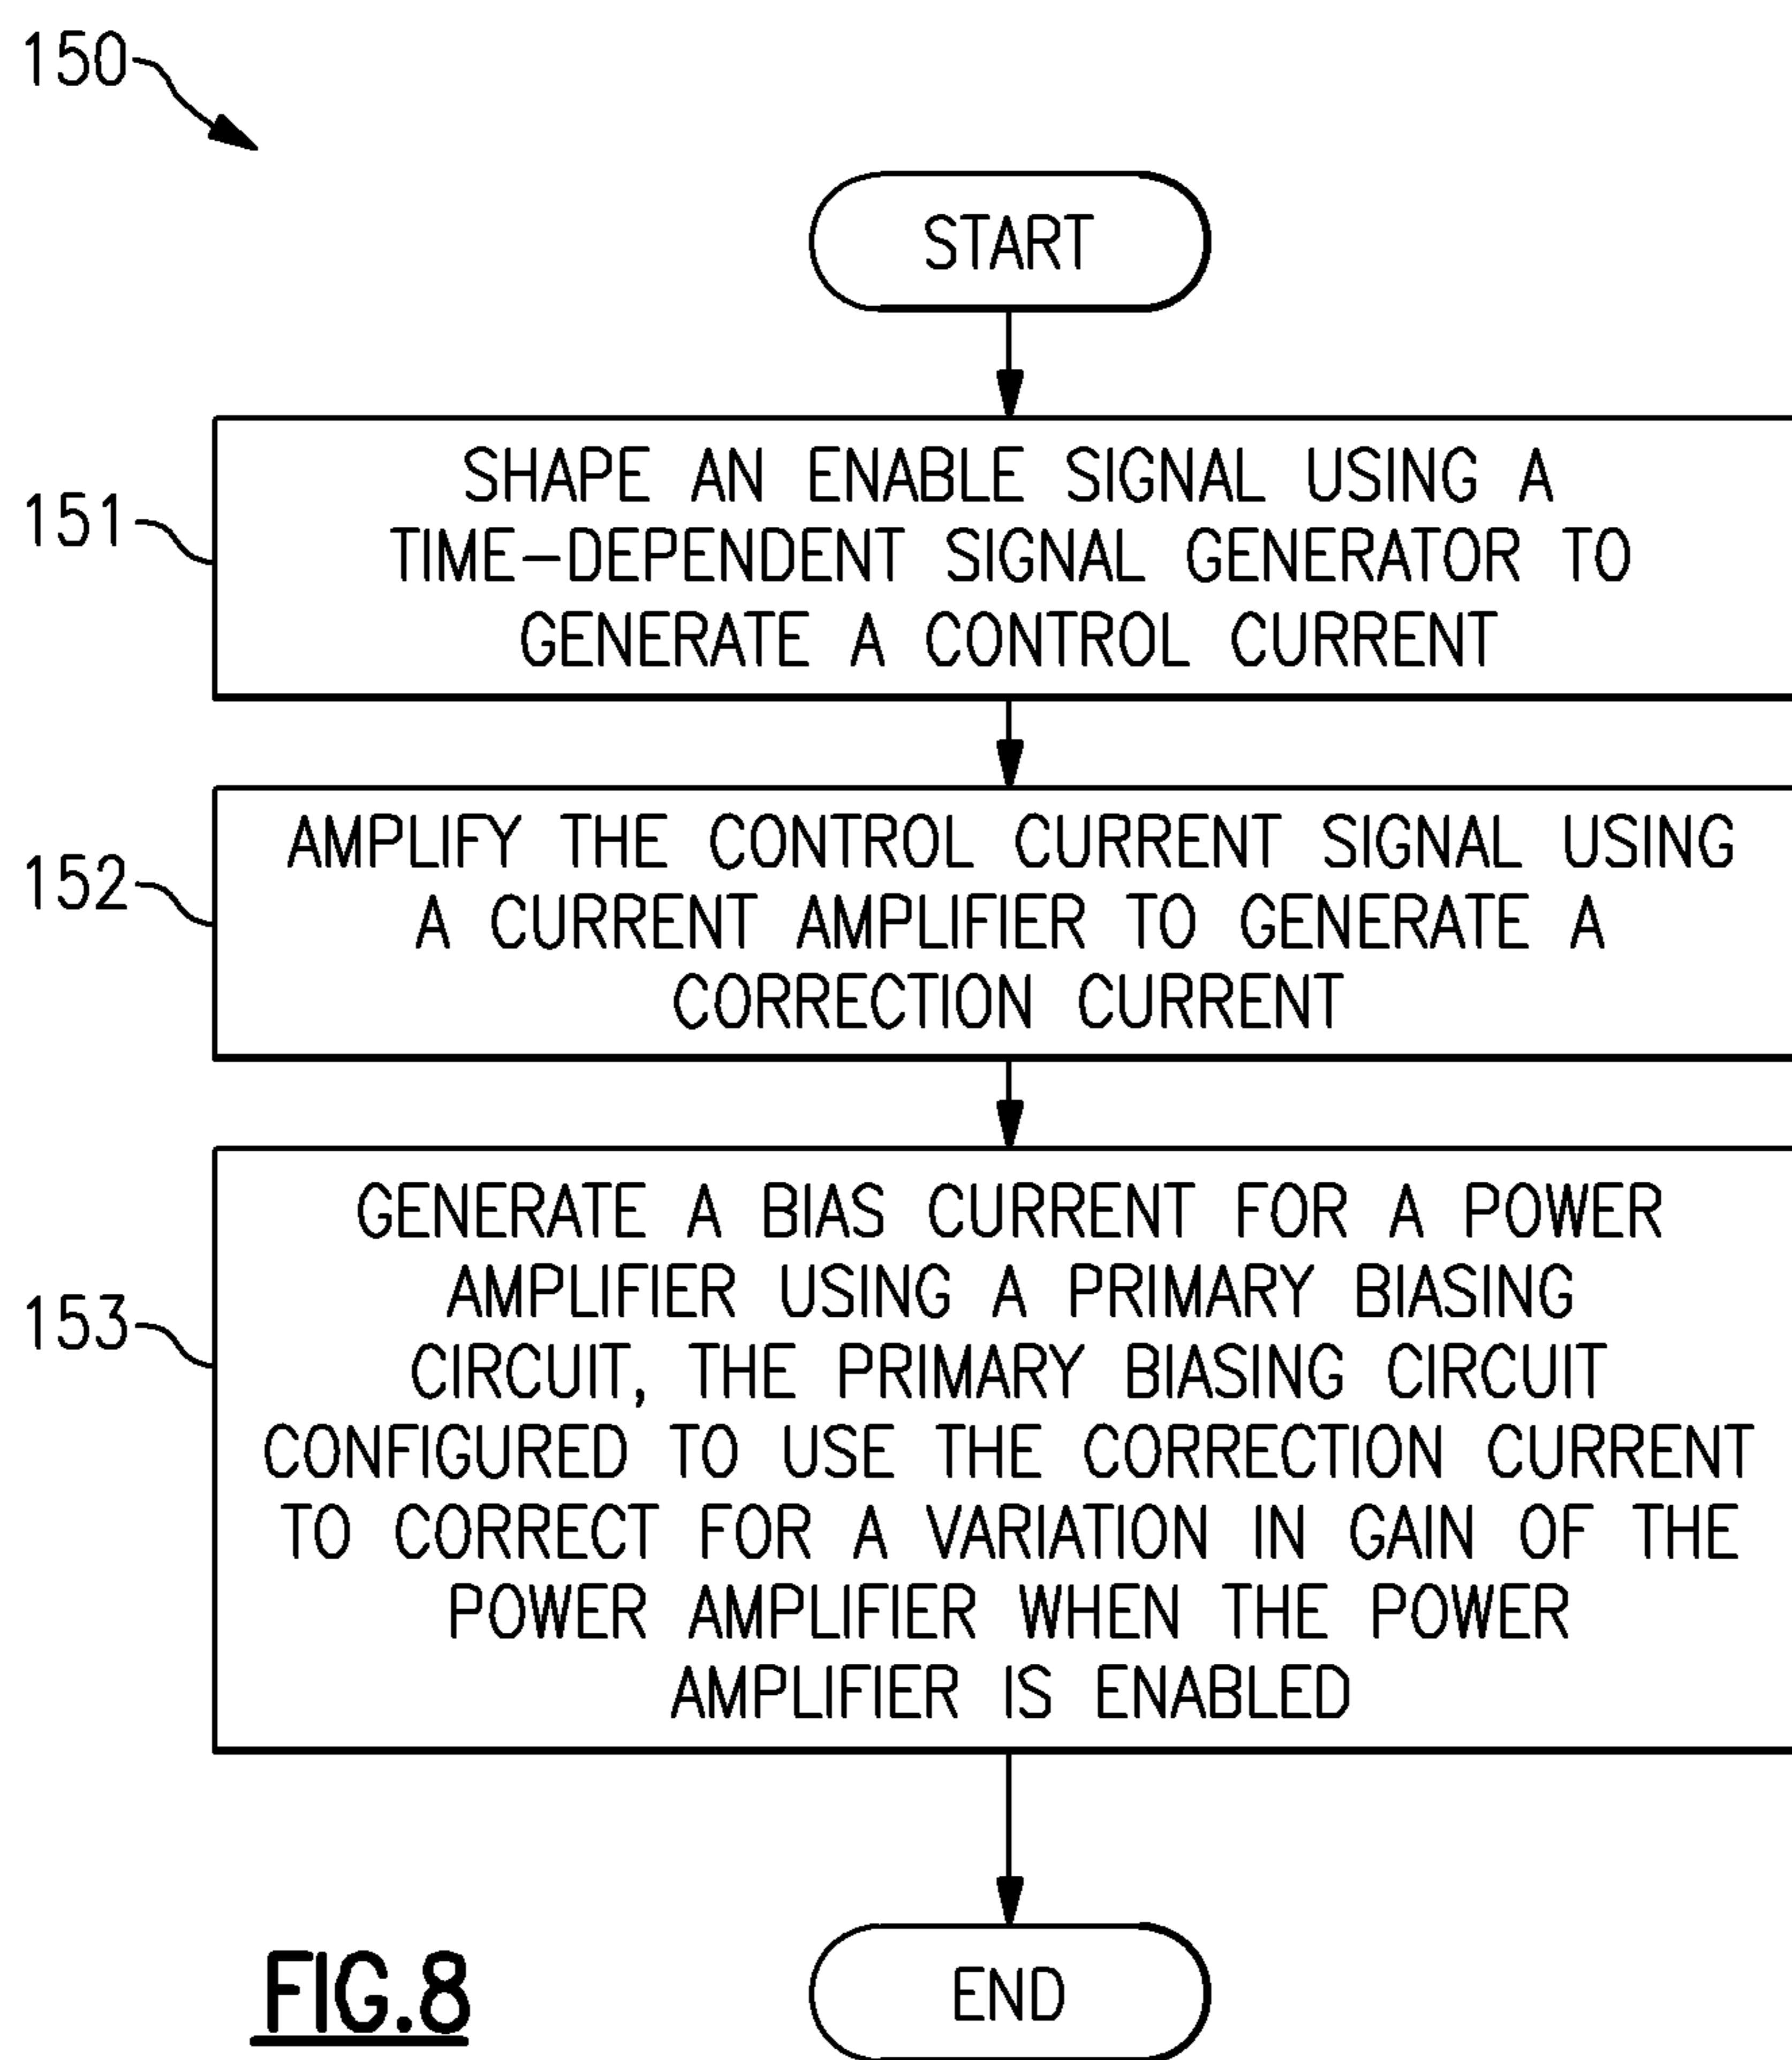 150
START
151
SHAPE AN ENABLE SIGNAL USING A
TIME-DEPENDENT SIGNAL GENERATOR TO
GENERATE A CONTROL CURRENT
152
AMPLIFY THE CONTROL CURRENT SIGNAL USING
A CURRENT AMPLIFIER TO GENERATE A
CORRECTION CURRENT
153
GENERATE A BIAS CURRENT FOR A POWER
AMPLIFIER USING A PRIMARY BIASING
CIRCUIT, THE PRIMARY BIASING CIRCUIT
CONFIGURED TO USE THE CORRECTION CURRENT
TO CORRECT FOR A VARIATION IN GAIN OF THE
POWER AMPLIFIER WHEN THE POWER
AMPLIFIER IS ENABLED
END
FIG.8